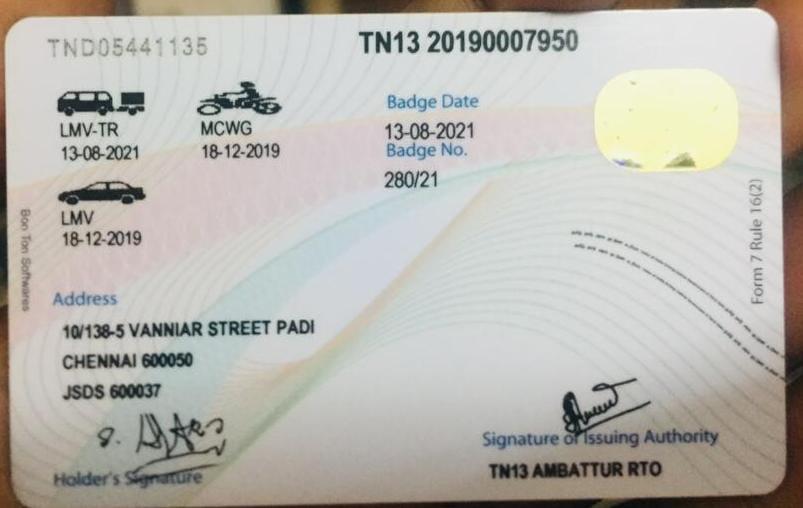 TND05441135
TN13 20190007950
LMV-TR
13-08-2021
MCWG
18-12-2019
Badge Date
13-08-2021
Badge No.
280/21
LMV
18-12-2019
Bon Ton Softwares
Form 7 Rule 16(2)
Address
10/138-5 VANNIAR STREET PADI
CHENNAI 600050
JSDS 600037
Holder's Signature
Signature of Issuing Authority
TN13 AMBATTUR RTO